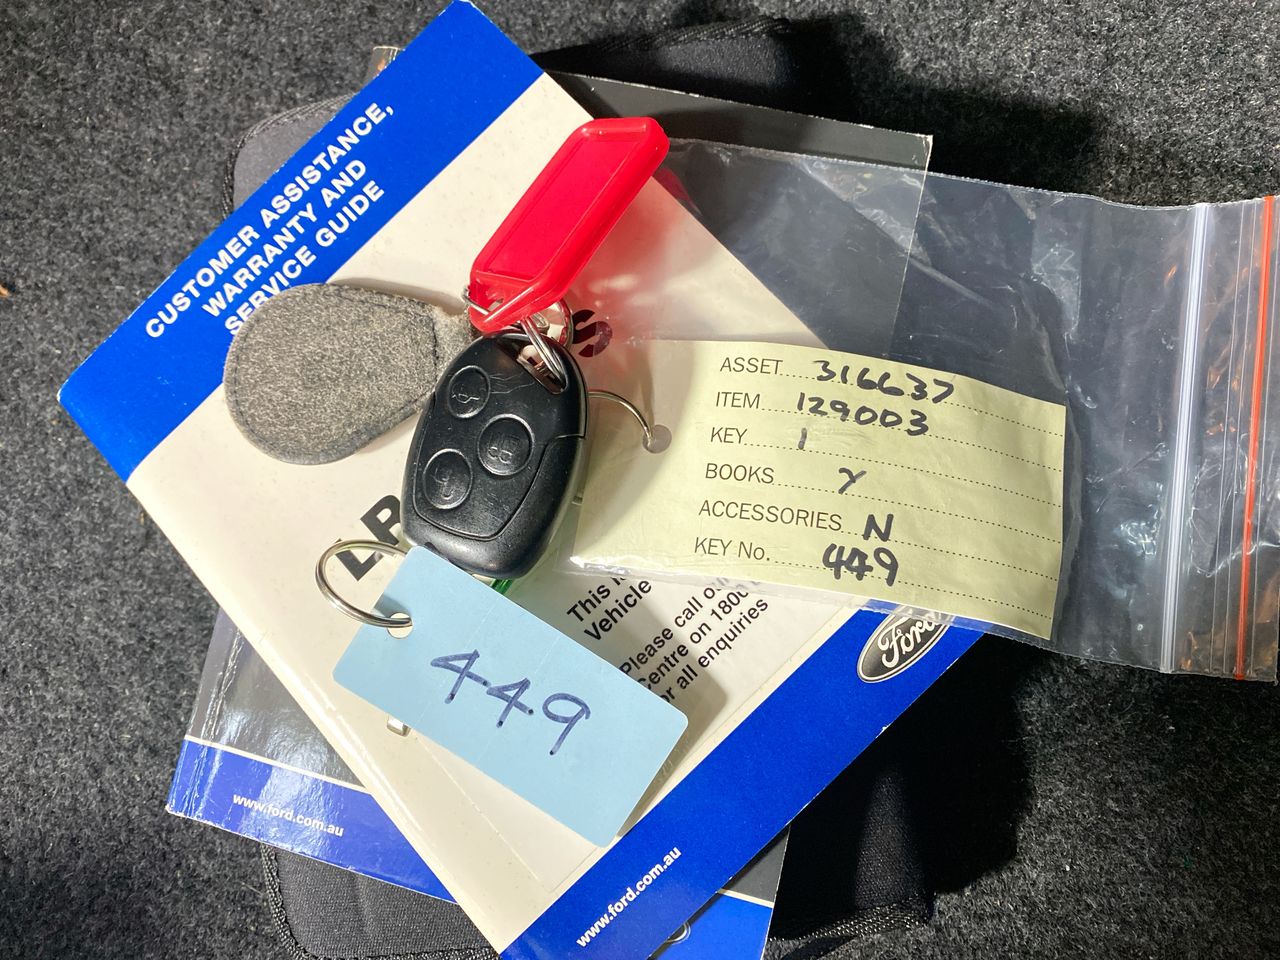 CUSTOMER ASSISTANCE,
WARRANTY AND
SERVICE GUIDE
ASSET 316637
ITEM 129003
KEY 1
BOOKS Y
ACCESSORIES N
KEY No. 449
449
This
Vehicle
Please call
Centre on 1800
for all enquiries
Ford
www.ford.com.au
www.ford.com.au